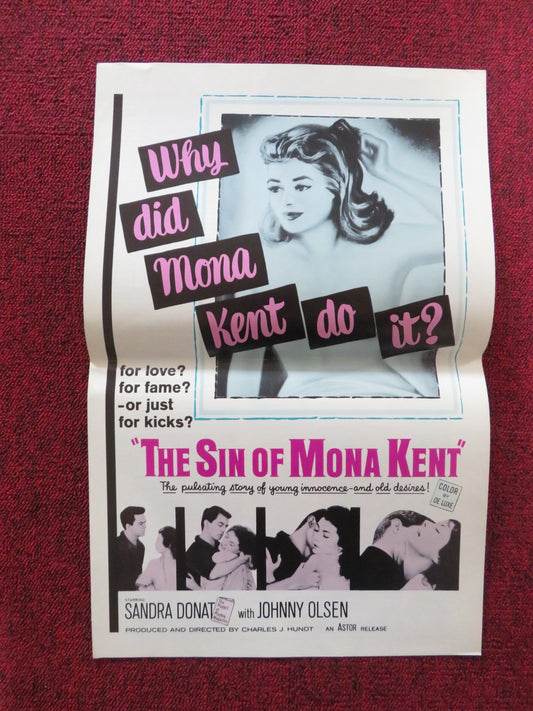 Why
did
Mona
Kent do it?
for love?
for fame?
-or just
for kicks?
"THE SIN OF MONA KENT"
The pulsating story of young innocence-and old desires!
COLOR
BY
DE LUXE
STARRING
SANDRA DONAT with JOHNNY OLSEN
PRODUCED AND DIRECTED BY CHARLES J. HUNDT AN ASTOR RELEASE